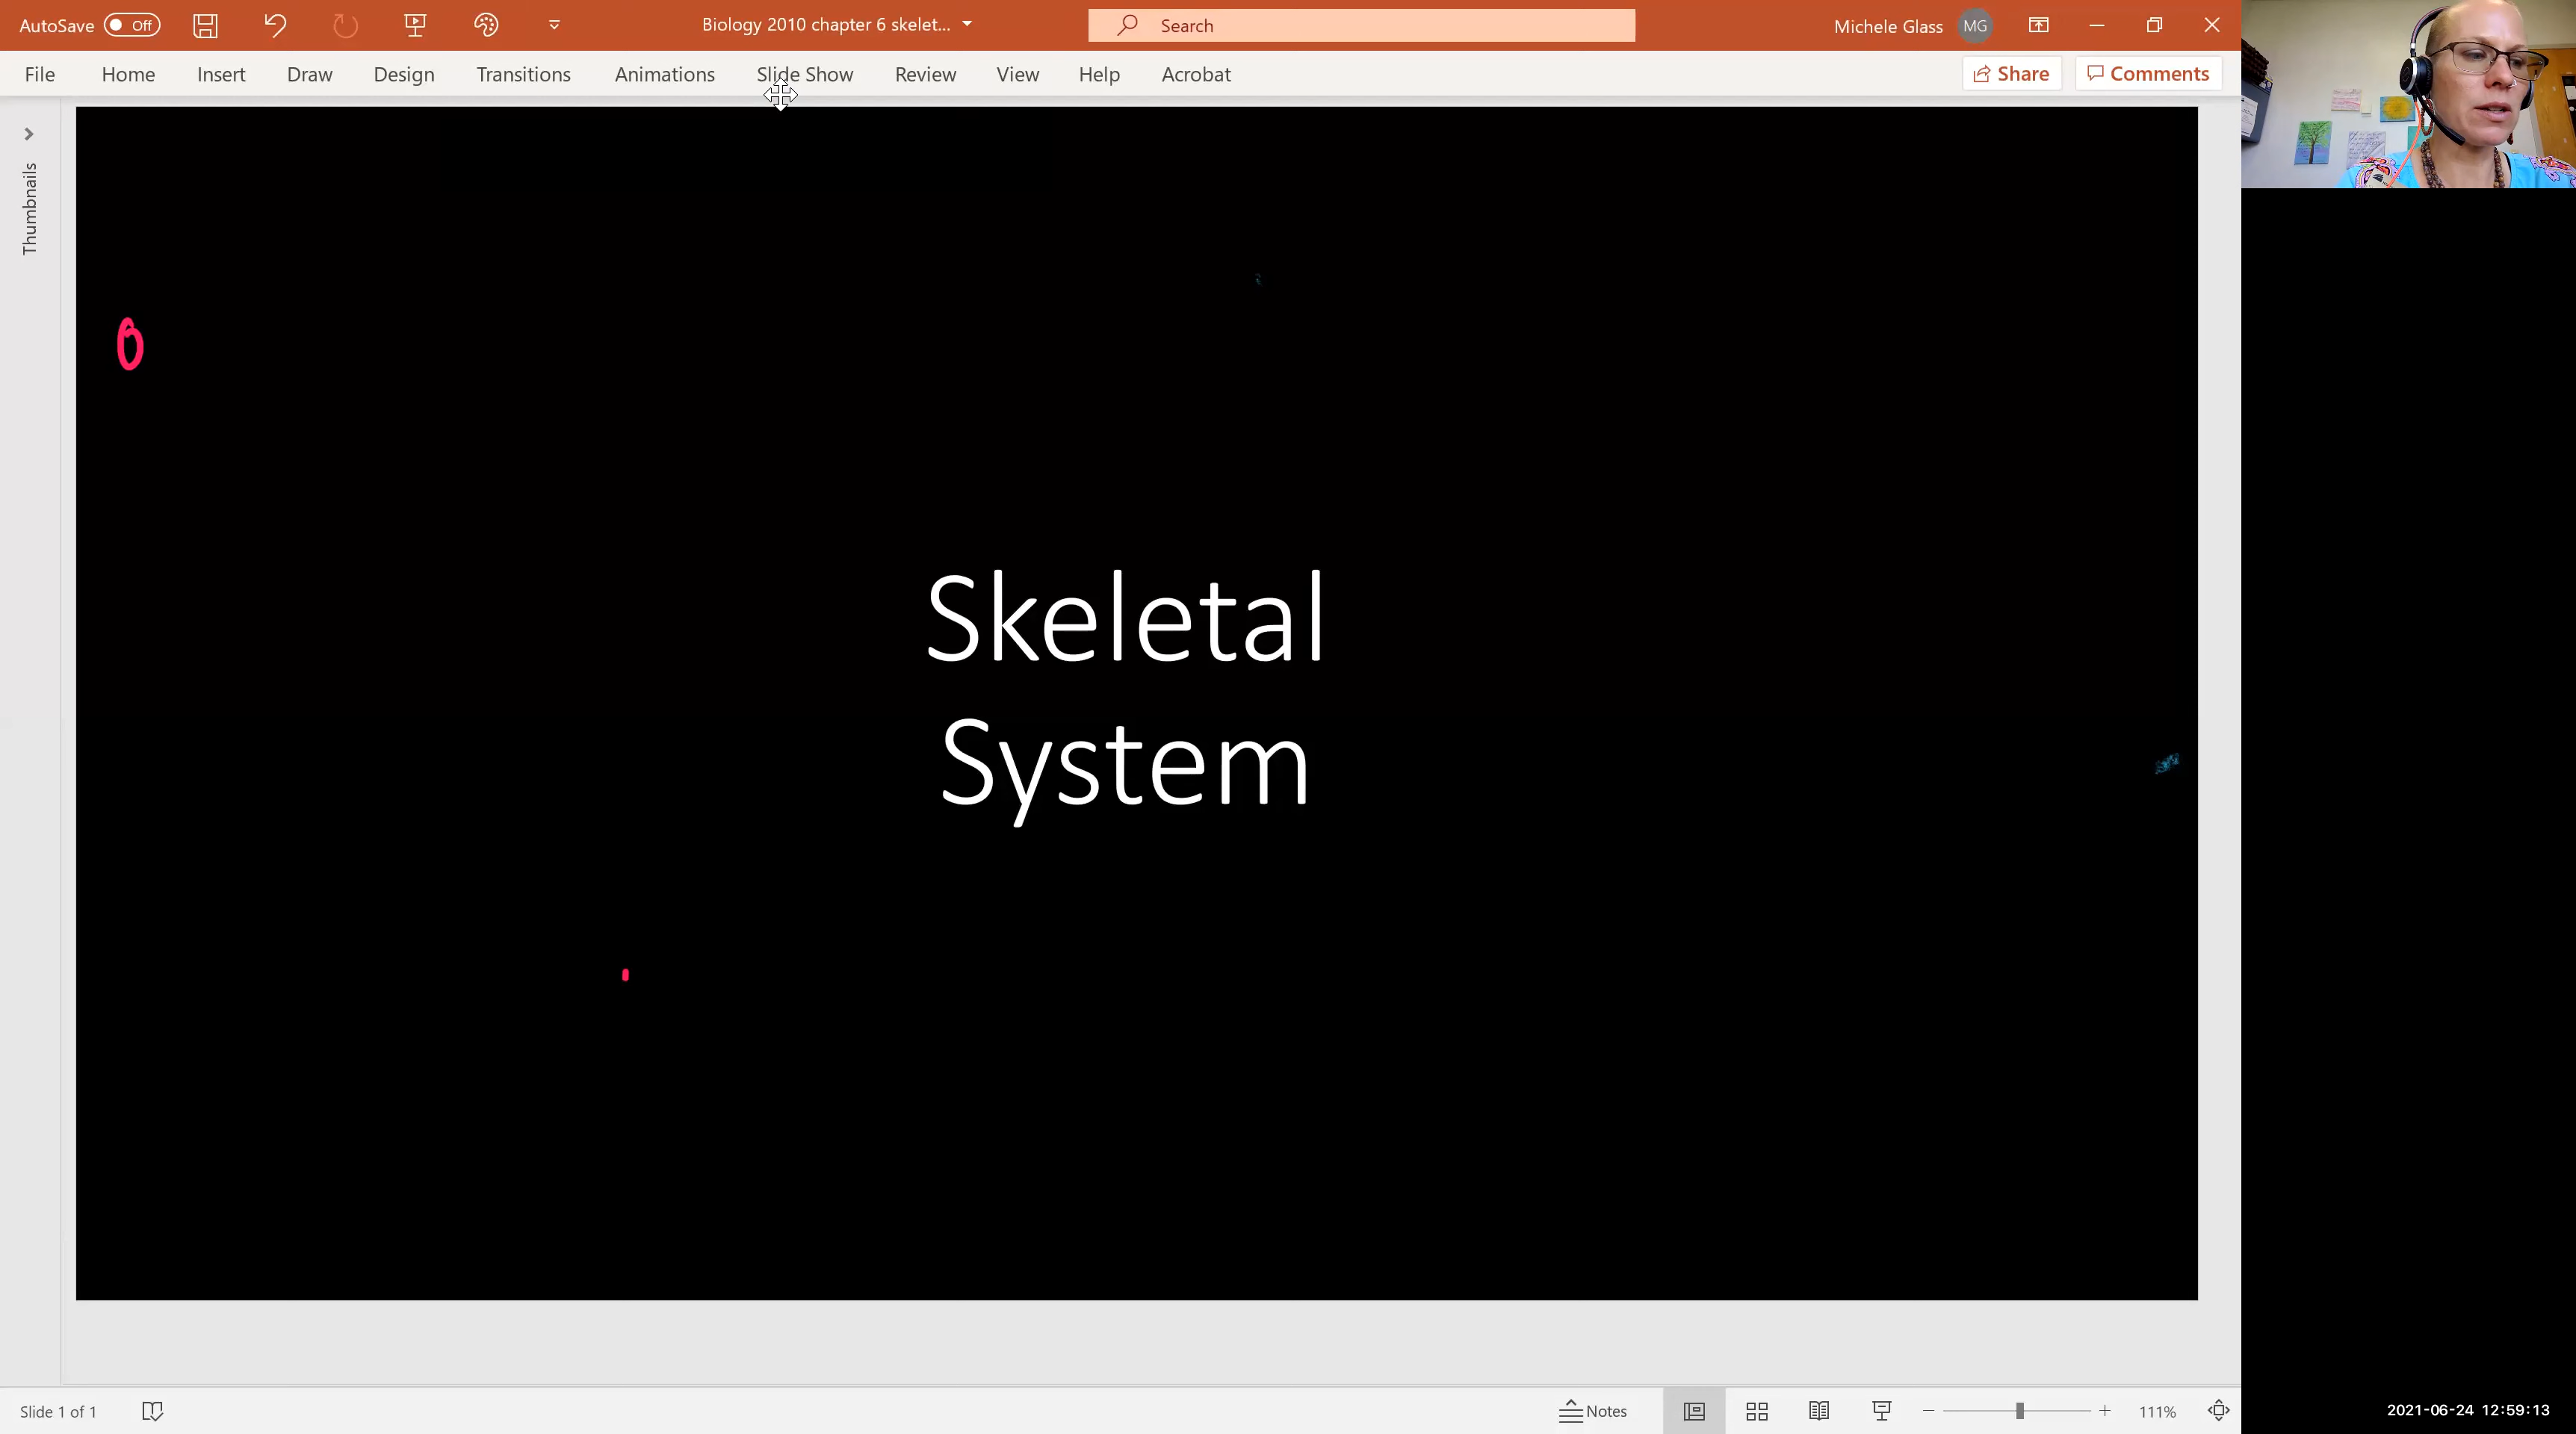 AutoSave Off Biology 2010 chapter 6 skelet... Search Michele Glass MG
File Home Insert Draw Design Transitions Animations Slide Show Review View Help Acrobat Share Comments
Thumbnails
6
Skeletal
System
Slide 1 of 1 Notes 111%
2021-06-24 12:59:13